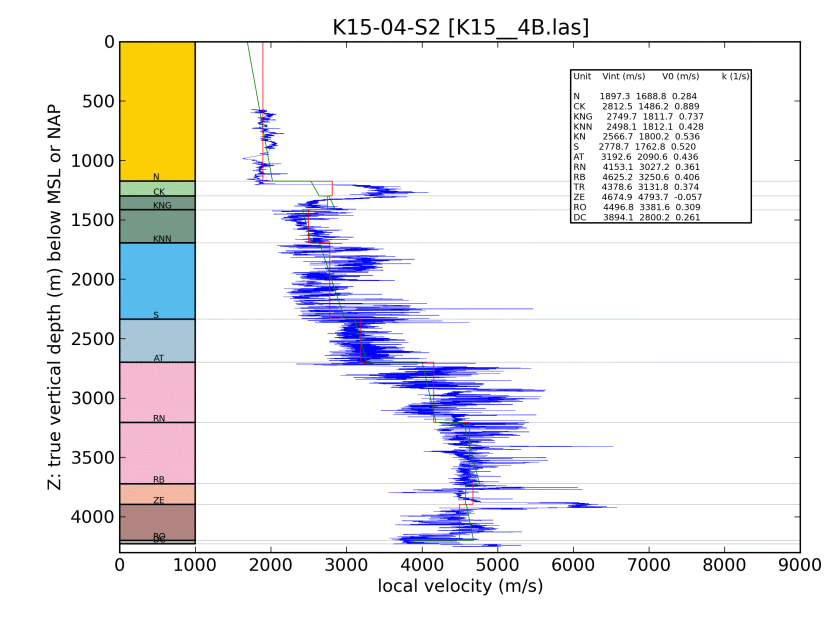 K15-04-S2 [K15__4B.las]
0
500
1000
1500
2000
2500
3000
3500
4000
Z: true vertical depth (m) below MSL or NAP
N
CK
KNG
KNN
S
AT
RN
RB
ZE
RO
DC
Unit Vint (m/s) V0 (m/s) k (1/s)
N 1897.3 1688.8 0.284
CK 2812.5 1486.2 0.889
KNG 2749.7 1811.7 0.737
KNN 2498.1 1812.1 0.428
KN 2566.7 1800.2 0.536
S 2778.7 1762.8 0.520
AT 3192.6 2090.6 0.436
RN 4153.1 3027.2 0.361
RB 4625.2 3250.6 0.406
TR 4378.6 3131.8 0.374
ZE 4674.9 4793.7 -0.057
RO 4496.8 3381.6 0.309
DC 3894.1 2800.2 0.261
0 1000 2000 3000 4000 5000 6000 7000 8000 9000
local velocity (m/s)